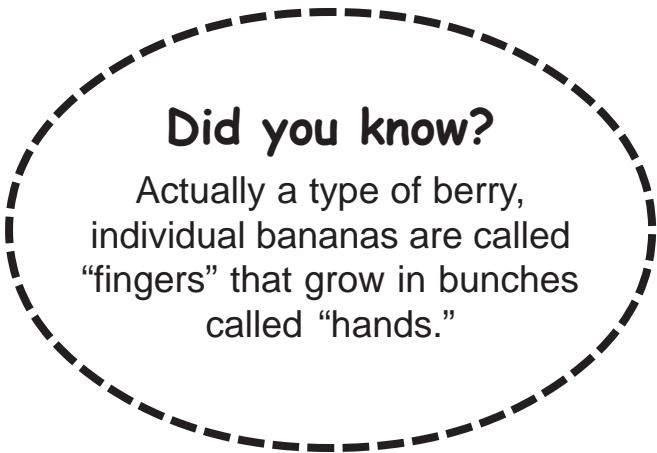 Did you know?
Actually a type of berry,
individual bananas are called
“fingers” that grow in bunches
called “hands.”